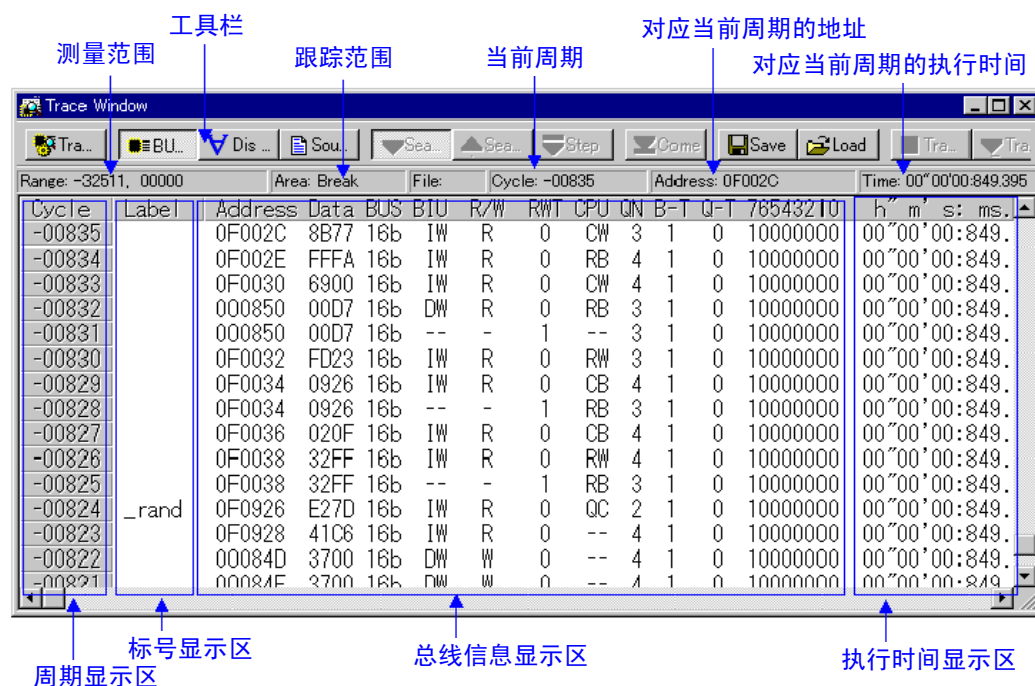 工具栏
对应当前周期的地址
测量范围
跟踪范围
当前周期
对应当前周期的执行时间
Trace Window
Tra... BU... Dis ... Sou... Sea... Sea... Step Come Save Load Tra... Tra
Range: -32511, 00000 Area: Break File: Cycle: -00835 Address: 0F002C Time: 00"00'00:849.395
Cycle Label Address Data BUS BIU R/W RWT CPU QN B-T Q-T 76543210 h" m' s: ms.
-00835 0F002C 8B77 16b IW R 0 CW 3 1 0 10000000 00"00'00:849.
-00834 0F002E FFFA 16b IW R 0 RB 4 1 0 10000000 00"00'00:849.
-00833 0F0030 6900 16b IW R 0 CW 4 1 0 10000000 00"00'00:849.
-00832 000850 00D7 16b DW R 0 RB 3 1 0 10000000 00"00'00:849.
-00831 000850 00D7 16b -- - 1 -- 3 1 0 10000000 00"00'00:849.
-00830 0F0032 FD23 16b IW R 0 RW 3 1 0 10000000 00"00'00:849.
-00829 0F0034 0926 16b IW R 0 CB 4 1 0 10000000 00"00'00:849.
-00828 0F0034 0926 16b -- - 1 RB 3 1 0 10000000 00"00'00:849.
-00827 0F0036 020F 16b IW R 0 CB 4 1 0 10000000 00"00'00:849.
-00826 0F0038 32FF 16b IW R 0 RW 4 1 0 10000000 00"00'00:849.
-00825 0F0038 32FF 16b -- - 1 RB 3 1 0 10000000 00"00'00:849.
-00824 _rand 0F0926 E27D 16b IW R 0 QC 2 1 0 10000000 00"00'00:849.
-00823 0F0928 41C6 16b IW R 0 -- 4 1 0 10000000 00"00'00:849.
-00822 00084D 3700 16b DW W 0 -- 4 1 0 10000000 00"00'00:849.
-00821 00084E 3700 16b DW W 0 -- 4 1 0 10000000 00"00'00:849
标号显示区
总线信息显示区
执行时间显示区
周期显示区